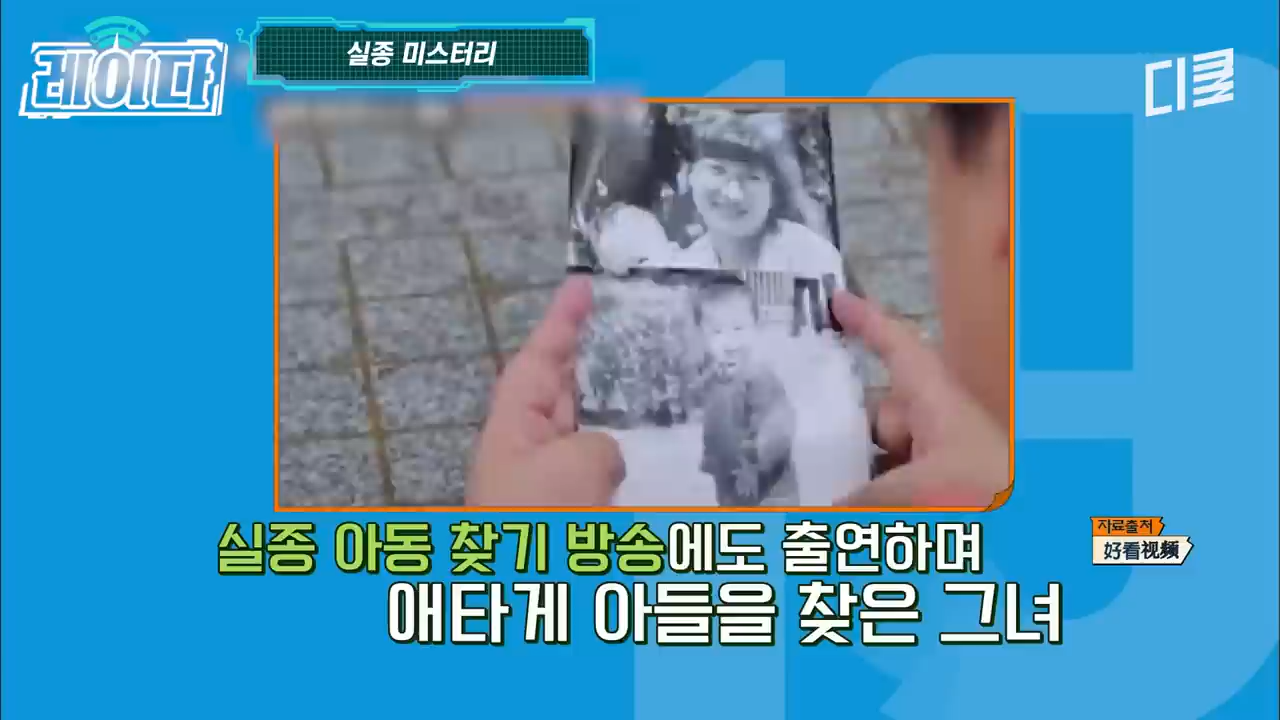 레이다
실종 미스터리
디클
실종 아동 찾기 방송에도 출연하며
애타게 아들을 찾은 그녀
자료출처
好看视频